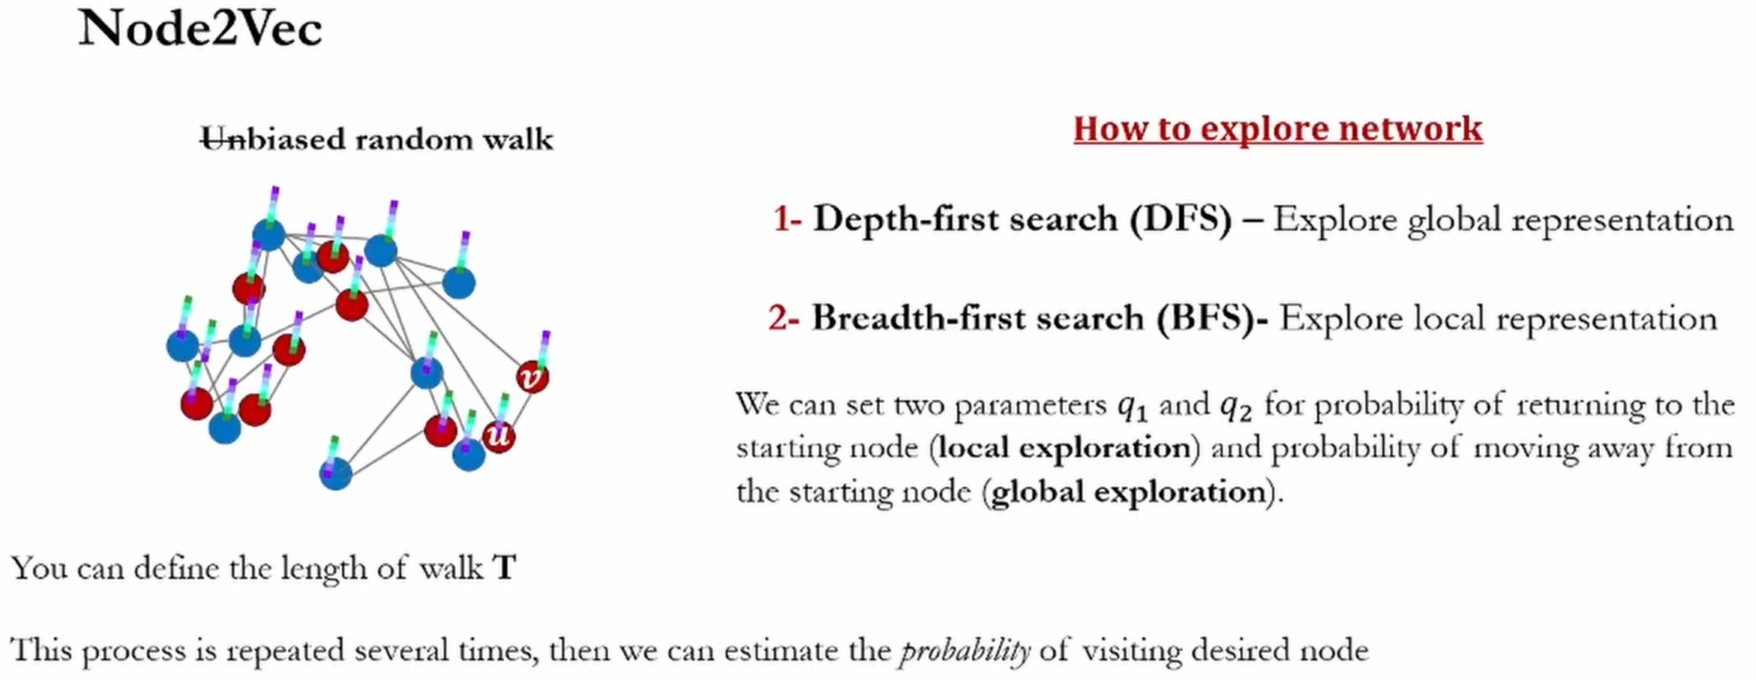 Node2Vec
Unbiased random walk
v
u
You can define the length of walk T
This process is repeated several times, then we can estimate the probability of visiting desired node
How to explore network
1- Depth-first search (DFS) – Explore global representation
2- Breadth-first search (BFS)- Explore local representation
We can set two parameters q₁ and q₂ for probability of returning to the
starting node (local exploration) and probability of moving away from
the starting node (global exploration).